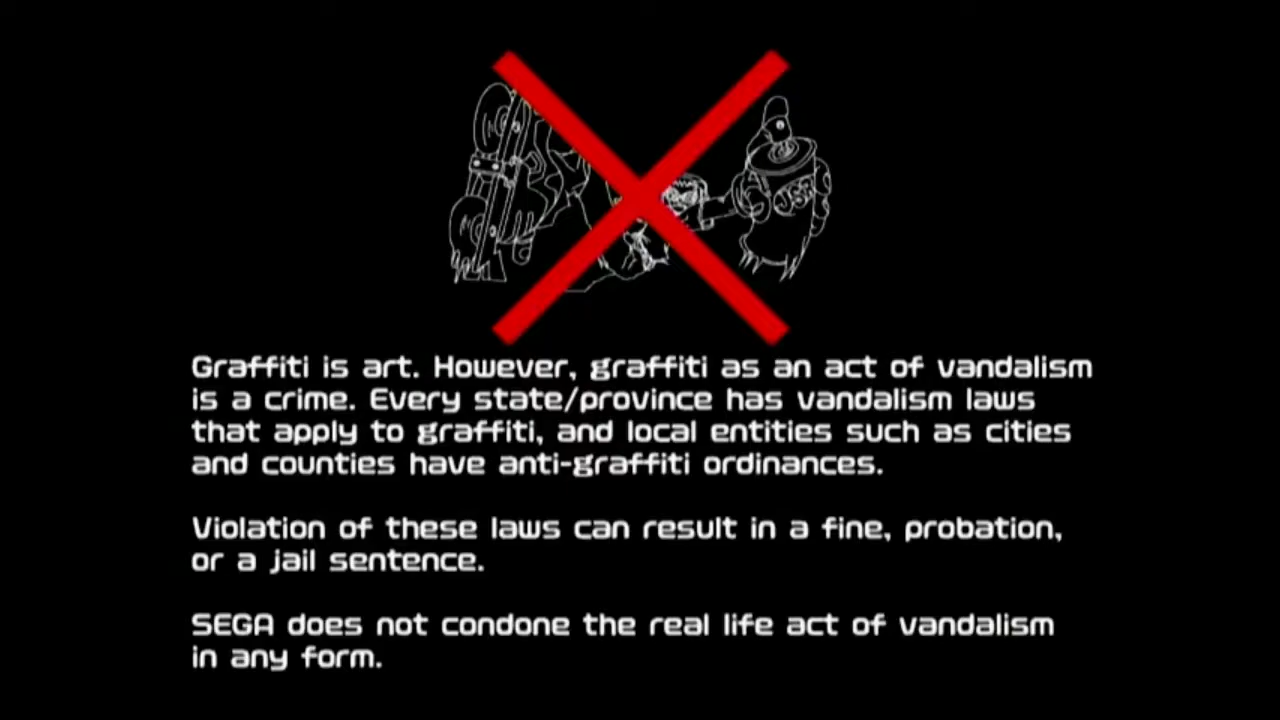 JSR
Graffiti is art. However, graffiti as an act of vandalism
is a crime. Every state/province has vandalism laws
that apply to graffiti, and local entities such as cities
and counties have anti-graffiti ordinances.
Violation of these laws can result in a fine, probation,
or a jail sentence.
SEGA does not condone the real life act of vandalism
in any form.